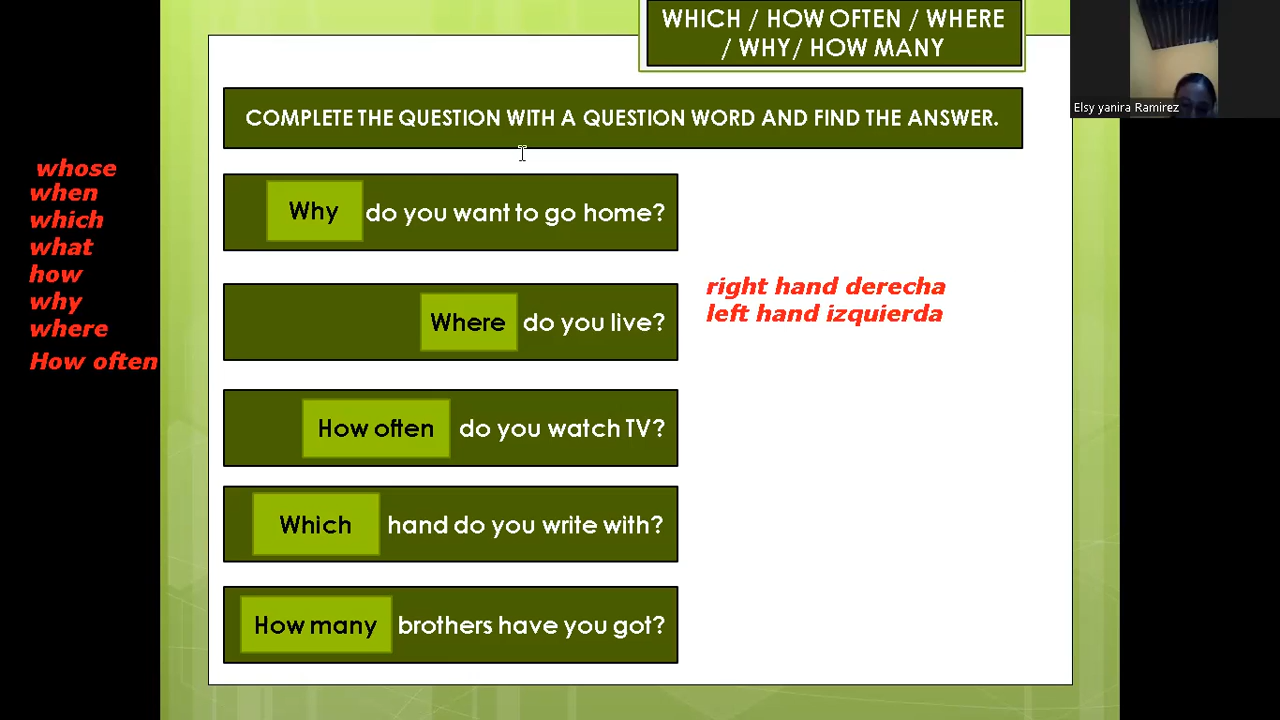 WHICH / HOW OFTEN / WHERE
/ WHY/ HOW MANY
Elsy yanira Ramirez
COMPLETE THE QUESTION WITH A QUESTION WORD AND FIND THE ANSWER.
whose
when
which
what
how
why
where
How often
Why do you want to go home?
Where do you live?
How often do you watch TV?
Which hand do you write with?
How many brothers have you got?
right hand derecha
left hand izquierda